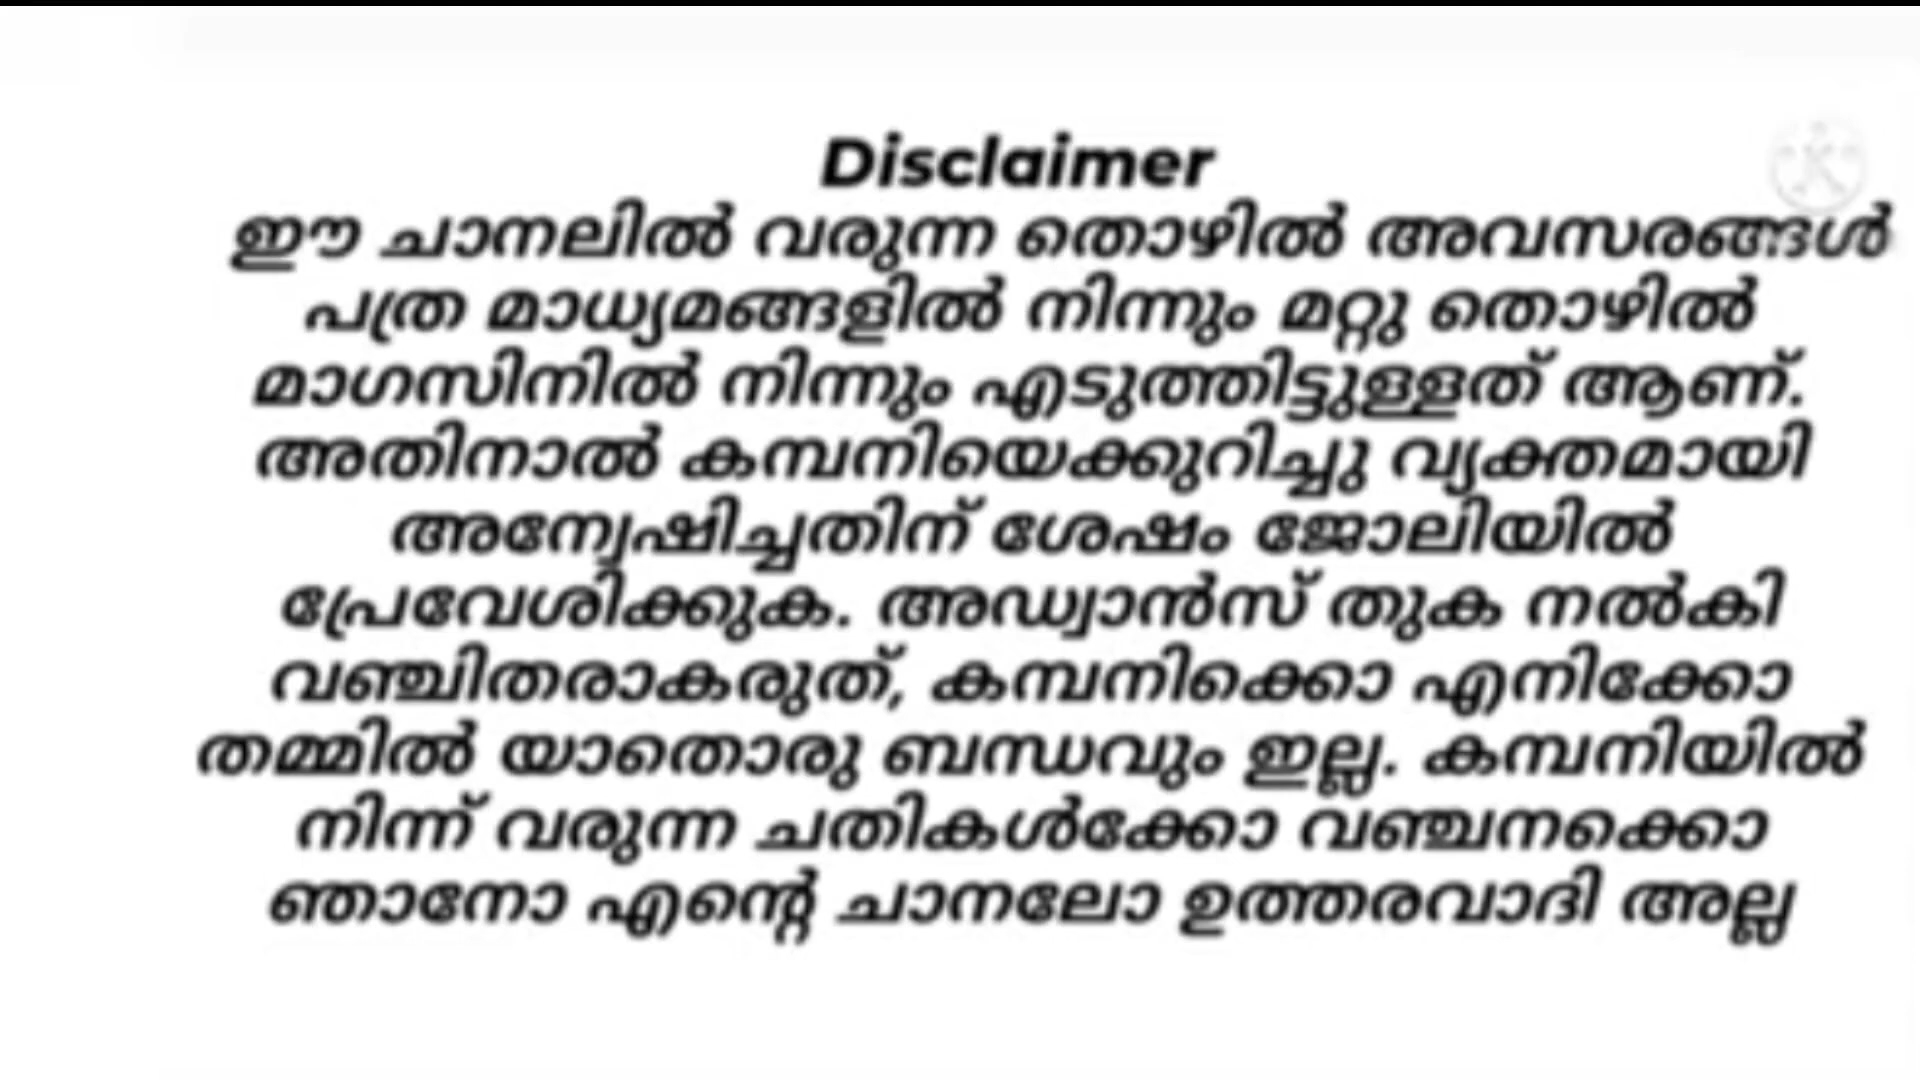 Disclaimer
ഈ ചാനലിൽ വരുന്ന തൊഴിൽ അവസരങ്ങൾ
പത്ര മാധ്യമങ്ങളിൽ നിന്നും മറ്റു തൊഴിൽ
മാഗസിനിൽ നിന്നും എടുത്തിട്ടുള്ളത് ആണ്.
അതിനാൽ കമ്പനിയെക്കുറിച്ചു വ്യക്തമായി
അന്വേഷിച്ചതിന് ശേഷം ജോലിയിൽ
പ്രേവേശിക്കുക. അഡ്വാൻസ് തുക നൽകി
വഞ്ചിതരാകരുത്, കമ്പനിക്കൊ എനിക്കോ
തമ്മിൽ യാതൊരു ബന്ധവും ഇല്ല. കമ്പനിയിൽ
നിന്ന് വരുന്ന ചതികൾക്കോ വഞ്ചനക്കൊ
ഞാനോ എന്റെ ചാനലോ ഉത്തരവാദി അല്ല